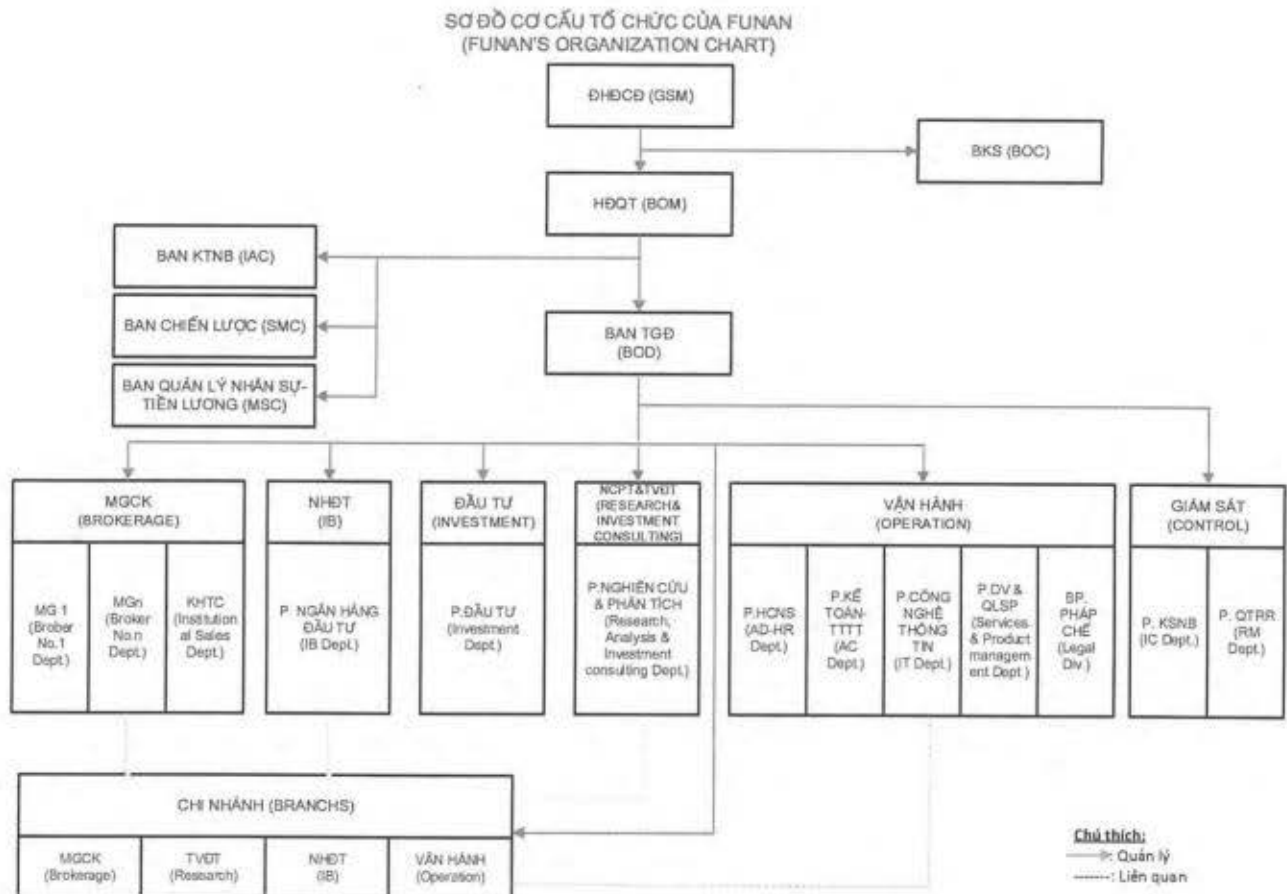 SƠ ĐỒ CƠ CẤU TỔ CHỨC CỦA FUNAN
(FUNAN'S ORGANIZATION CHART)
ĐHĐCĐ (GSM)
BKS (BOC)
HĐQT (BOM)
BAN KTNB (IAC)
BAN CHIẾN LƯỢC (SMC)
BAN TGĐ
(BOD)
BAN QUẢN LÝ NHÂN SỰ-
TIỀN LƯƠNG (MSC)
MGCK
(BROKERAGE)
NHĐT
(IB)
ĐẦU TƯ
(INVESTMENT)
NCPT&TVĐT
(RESEARCH&
INVESTMENT
CONSULTING)
VẬN HÀNH
(OPERATION)
GIÁM SÁT
(CONTROL)
MG 1
(Brober
No.1
Dept.)
MGn
(Broker
No.n
Dept.)
KHTC
(Institution
al Sales
Dept.)
P. NGÂN HÀNG
ĐẦU TƯ
(IB Dept.)
P.ĐẦU TƯ
(Investment
Dept.)
P.NGHIÊN CỨU
& PHÂN TÍCH
(Research,
Analysis &
Investment
consulting Dept.)
P.HCNS
(AD-HR
Dept.)
P.KẾ
TOÁN-
TTTT
(AC
Dept.)
P.CÔNG
NGHỆ
THÔNG
TIN
(IT Dept.)
P.DV &
QLSP
(Services
& Product
managem
ent Dept.)
BP.
PHÁP
CHẾ
(Legal
Div.)
P. KSNB
(IC Dept.)
P. QTRR
(RM
Dept.)
CHI NHÁNH (BRANCHS)
MGCK
(Brokerage)
TVĐT
(Research)
NHĐT
(IB)
VẬN HÀNH
(Operation)
Chú thích:
: Quản lý
: Liên quan